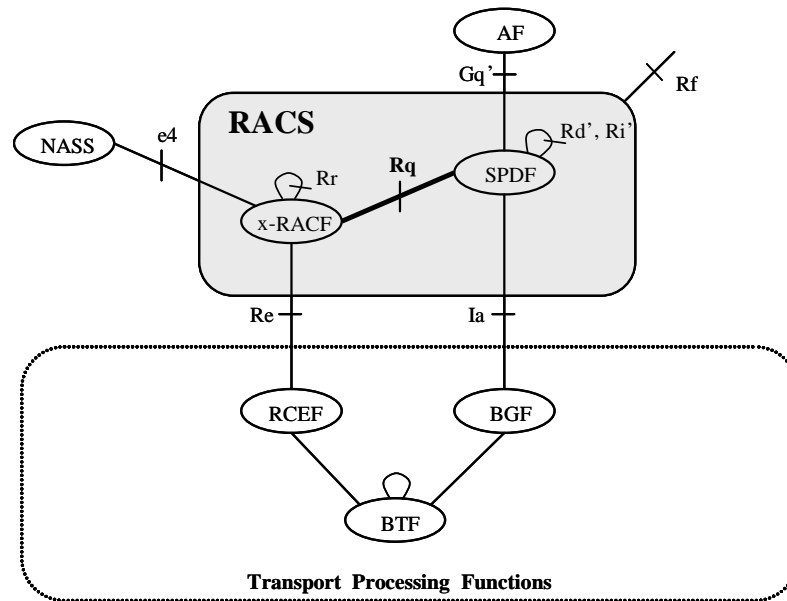 AF
Gq’
Rf
RACS
e4
Rd’, Ri’
NASS
Rq
Rr
SPDF
x-RACF
Re
Ia
RCEF
BGF
BTF
Transport Processing Functions